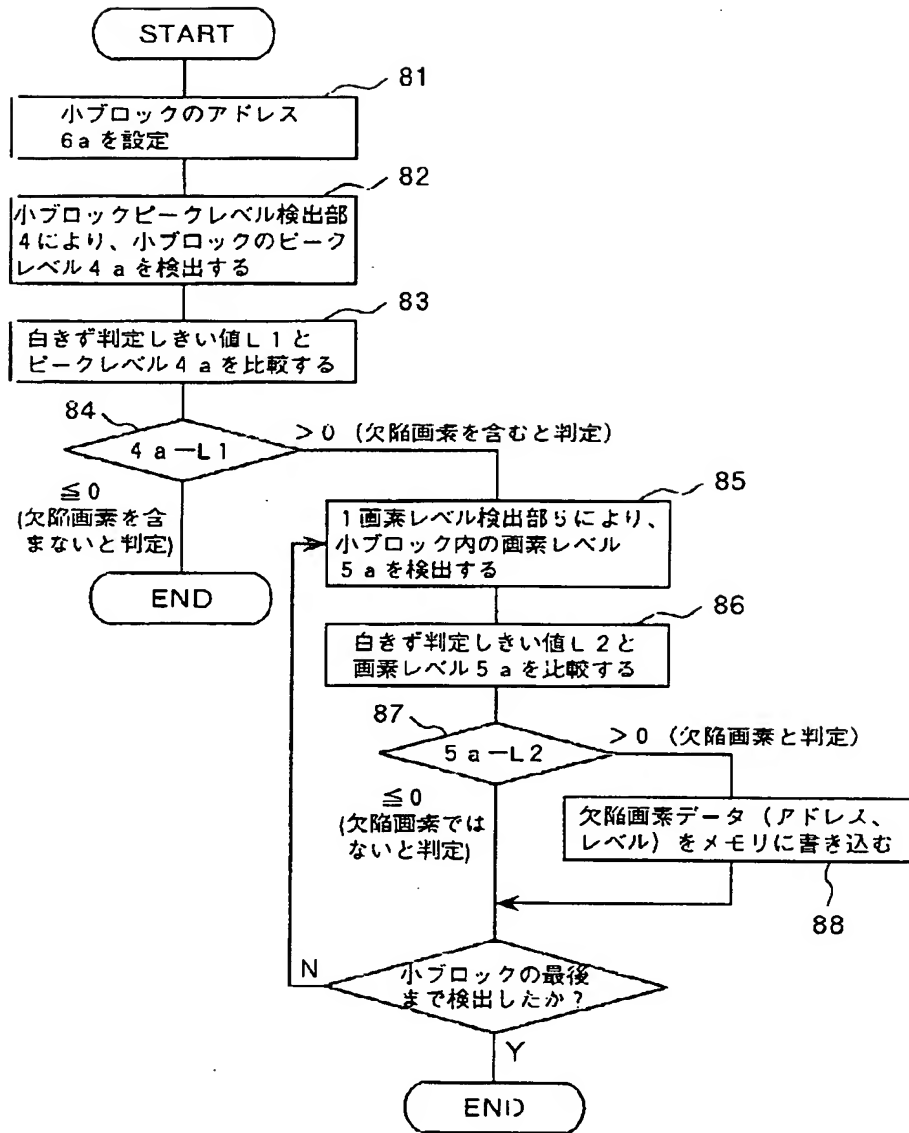 START
81
小ブロックのアドレス
6aを設定
82
小ブロックピークレベル検出部
4により、小ブロックのピーク
レベル4aを検出する
83
白きず判定しきい値L1と
ピークレベル4aを比較する
84
4a-L1
>0 (欠陥画素を含むと判定)
≦0
(欠陥画素を含
まないと判定)
END
85
1画素レベル検出部5により、
小ブロック内の画素レベル
5aを検出する
86
白きず判定しきい値L2と
画素レベル5aを比較する
87
5a-L2
>0 (欠陥画素と判定)
≦0
(欠陥画素では
ないと判定)
欠陥画素データ(アドレス、
レベル)をメモリに書き込む
88
小ブロックの最後
まで検出したか?
N
Y
END